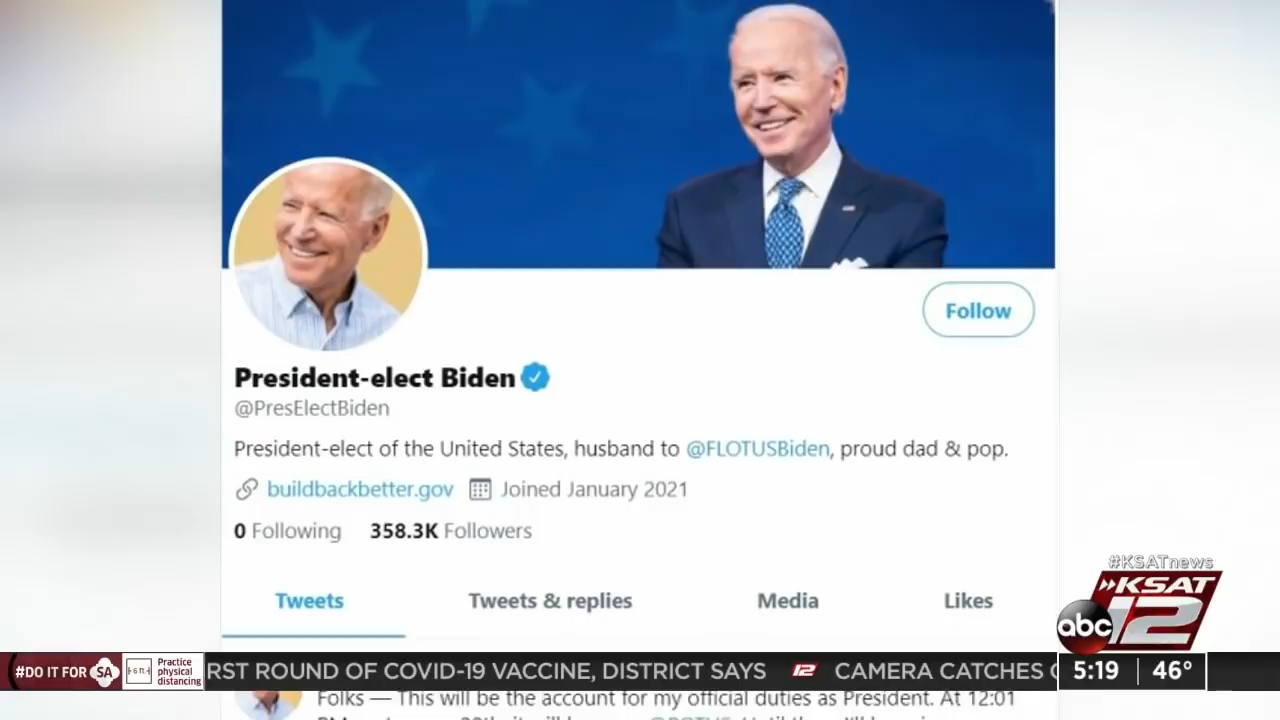 Follow
President-elect Biden
@PresElectBiden
President-elect of the United States, husband to @FLOTUSBiden, proud dad & pop.
buildbackbetter.gov Joined January 2021
0 Following 358.3K Followers
Tweets Tweets & replies Media Likes
#KSATnews
KSAT
abc 12
#DO IT FOR SA
6 ft
Practice
physical
distancing
RST ROUND OF COVID-19 VACCINE, DISTRICT SAYS 12 CAMERA CATCHES
5:19 46°
Folks — This will be the account for my official duties as President. At 12:01